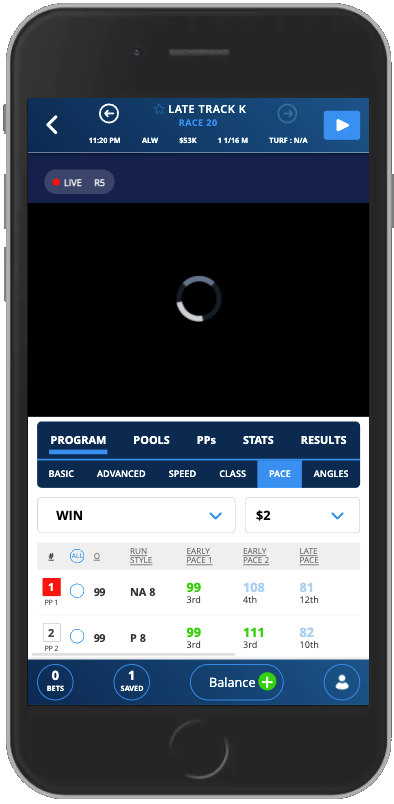 LATE TRACK K
RACE 20
11:20 PM ALW $53K 1 1/16 M TURF : N/A
LIVE R5
PROGRAM POOLS PPs STATS RESULTS
BASIC ADVANCED SPEED CLASS PACE ANGLES
WIN $2
# ALL O RUN STYLE EARLY PACE 1 EARLY PACE 2 LATE PACE
1 99 NA 8 99 108 81
PP 1 3rd 4th 12th
2 99 P 8 99 111 82
PP 2 3rd 3rd 10th
0 BETS 1 SAVED Balance +